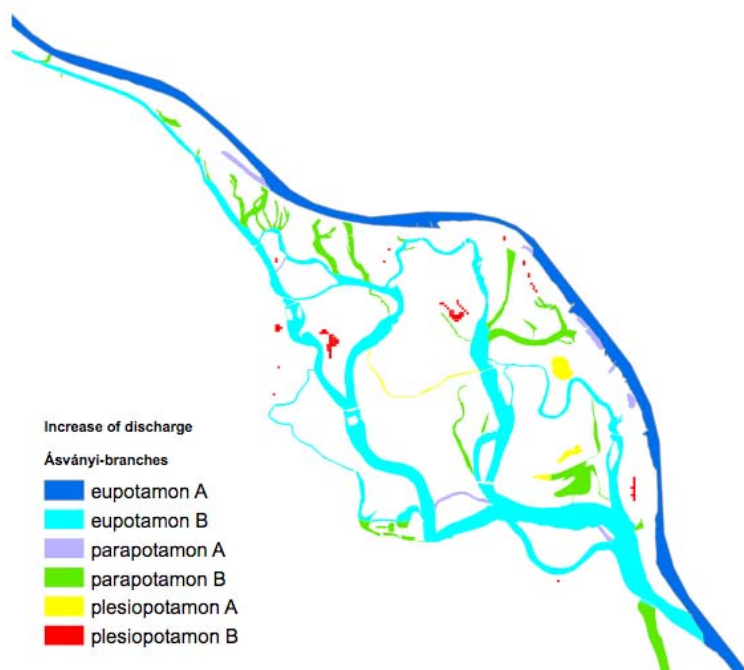 Increase of discharge
Ásványi-branches
eupotamon A
eupotamon B
parapotamon A
parapotamon B
plesiopotamon A
plesiopotamon B